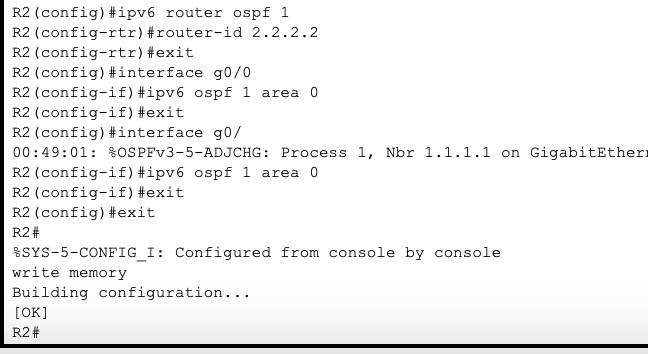 R2(config)#ipv6 router ospf 1
R2(config-rtr)#router-id 2.2.2.2
R2(config-rtr)#exit
R2(config)#interface g0/0
R2(config-if)#ipv6 ospf 1 area 0
R2(config-if)#exit
R2(config)#interface g0/
00:49:01: %OSPFv3-5-ADJCHG: Process 1, Nbr 1.1.1.1 on GigabitEther
R2(config-if)#ipv6 ospf 1 area 0
R2(config-if)#exit
R2(config)#exit
R2#
%SYS-5-CONFIG_I: Configured from console by console
write memory
Building configuration...
[OK]
R2#